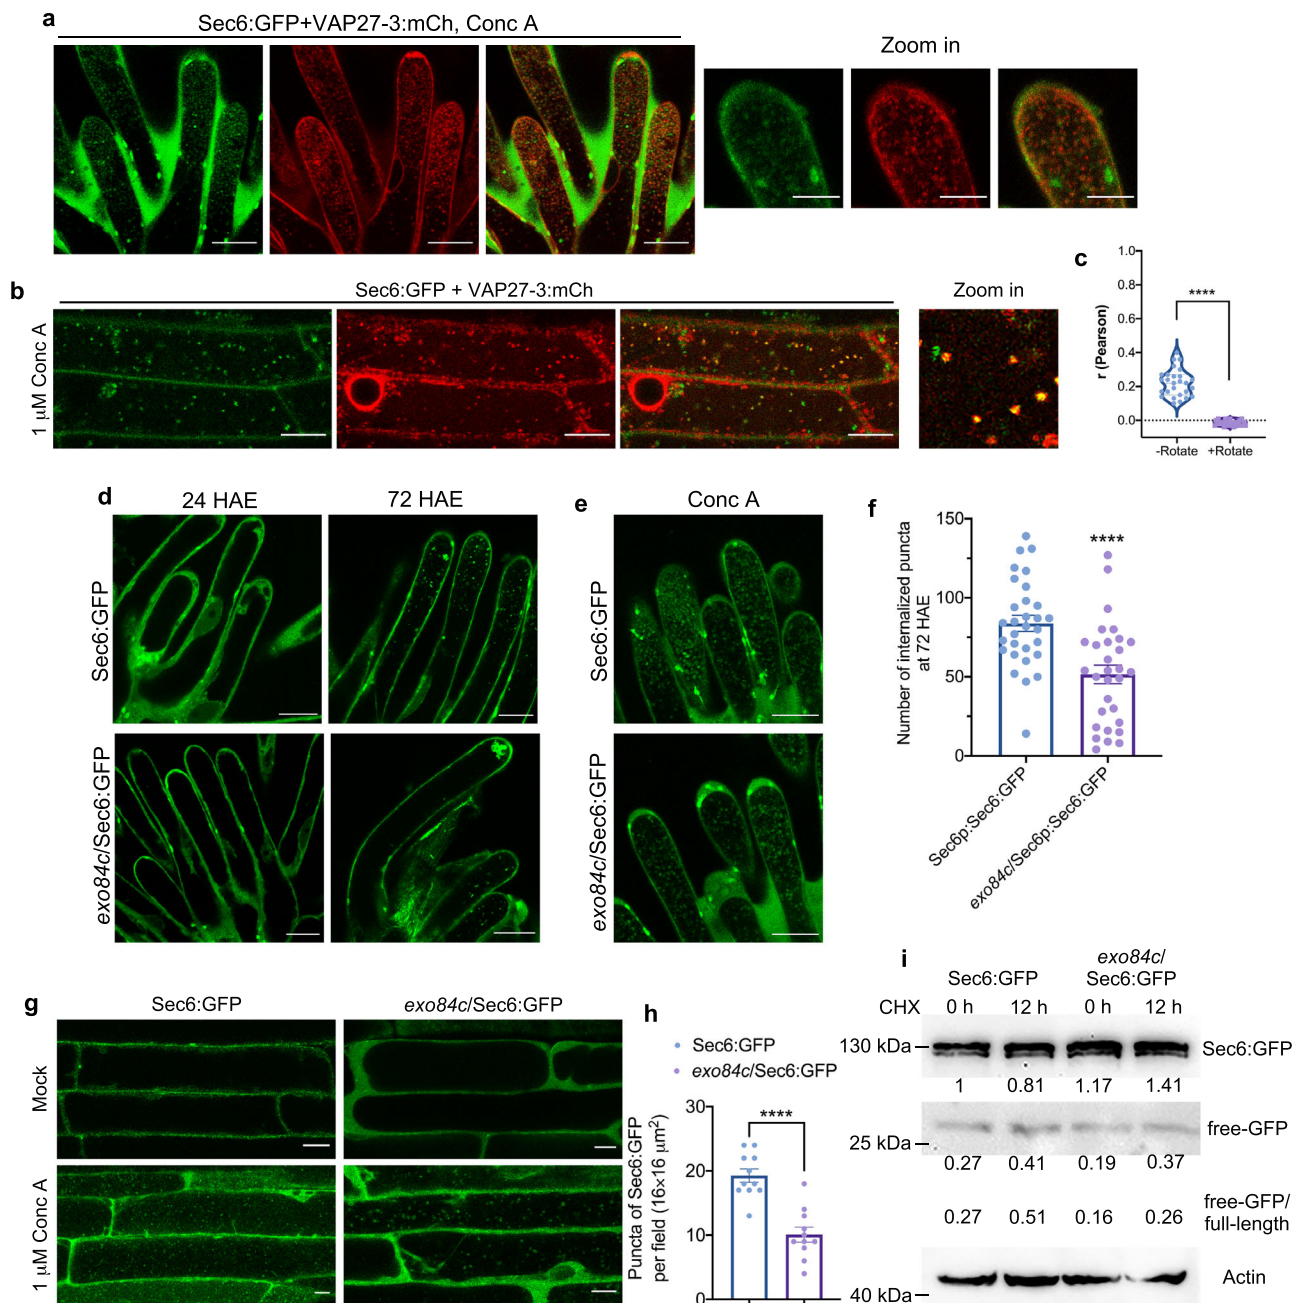 a
Sec6:GFP+VAP27-3:mCh, Conc A
Zoom in
b
Sec6:GFP + VAP27-3:mCh
Zoom in
1 μM Conc A
c
r (Pearson)
1.0
0.8
0.6
0.4
0.2
0.0
****
-Rotate +Rotate
d
24 HAE 72 HAE
Sec6:GFP
exo84c/Sec6:GFP
e
Conc A
Sec6:GFP
exo84c/Sec6:GFP
f
Number of internalized puncta
at 72 HAE
150
100
50
0
****
Sec6p:Sec6:GFP
exo84c/Sec6p:Sec6:GFP
g
Sec6:GFP exo84c/Sec6:GFP
Mock
1 μM Conc A
h
Sec6:GFP
exo84c/Sec6:GFP
Puncta of Sec6:GFP
per field (16×16 μm²)
30
20
10
0
****
i
Sec6:GFP
exo84c/
Sec6:GFP
CHX 0 h 12 h 0 h 12 h
130 kDa Sec6:GFP
1 0.81 1.17 1.41
free-GFP
25 kDa
0.27 0.41 0.19 0.37
0.27 0.51 0.16 0.26 free-GFP/
full-length
Actin
40 kDa